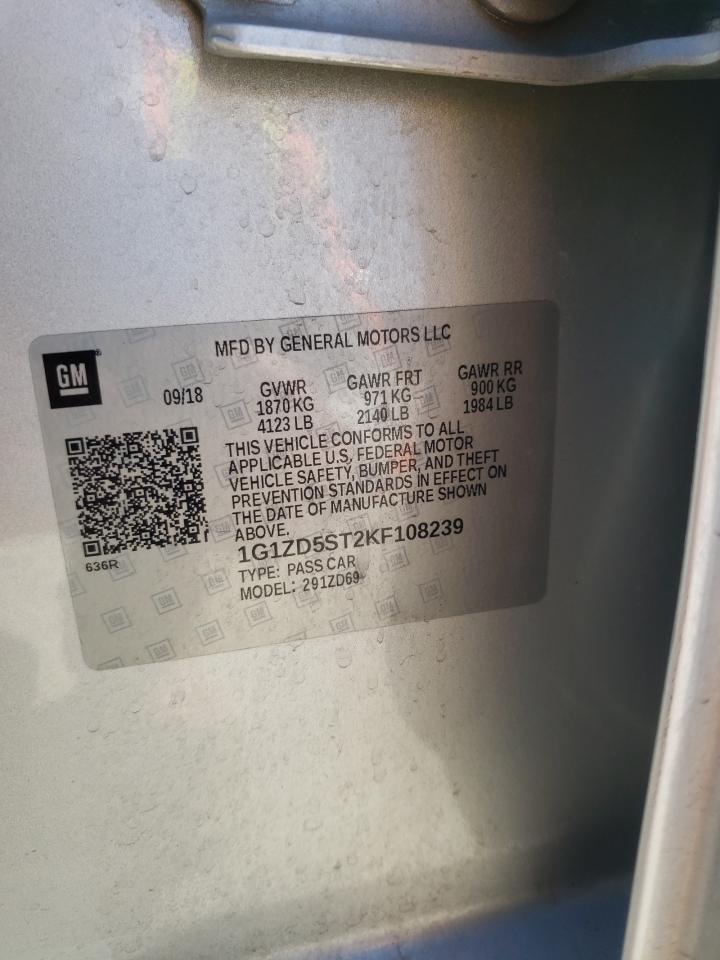 MFD BY GENERAL MOTORS LLC
GM
09/18
GVWR
1870 KG
4123 LB
GAWR FRT
971 KG
2140 LB
GAWR RR
900 KG
1984 LB
THIS VEHICLE CONFORMS TO ALL
APPLICABLE U.S. FEDERAL MOTOR
VEHICLE SAFETY, BUMPER, AND THEFT
PREVENTION STANDARDS IN EFFECT ON
THE DATE OF MANUFACTURE SHOWN
ABOVE.
1G1ZD5ST2KF108239
TYPE: PASS CAR
MODEL: 291ZD69
636R